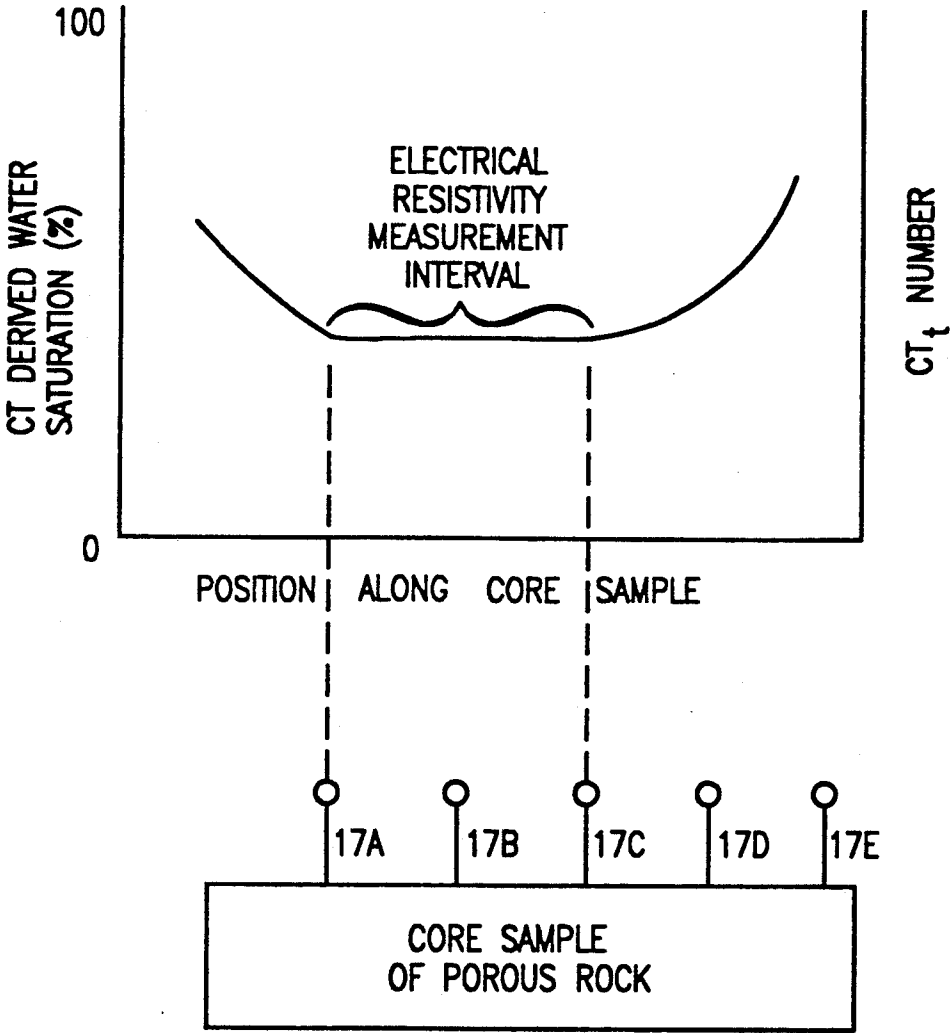 100
CT DERIVED WATER
SATURATION (%)
ELECTRICAL
RESISTIVITY
MEASUREMENT
INTERVAL
CT_t NUMBER
0
POSITION ALONG CORE SAMPLE
17A 17B 17C 17D 17E
CORE SAMPLE
OF POROUS ROCK